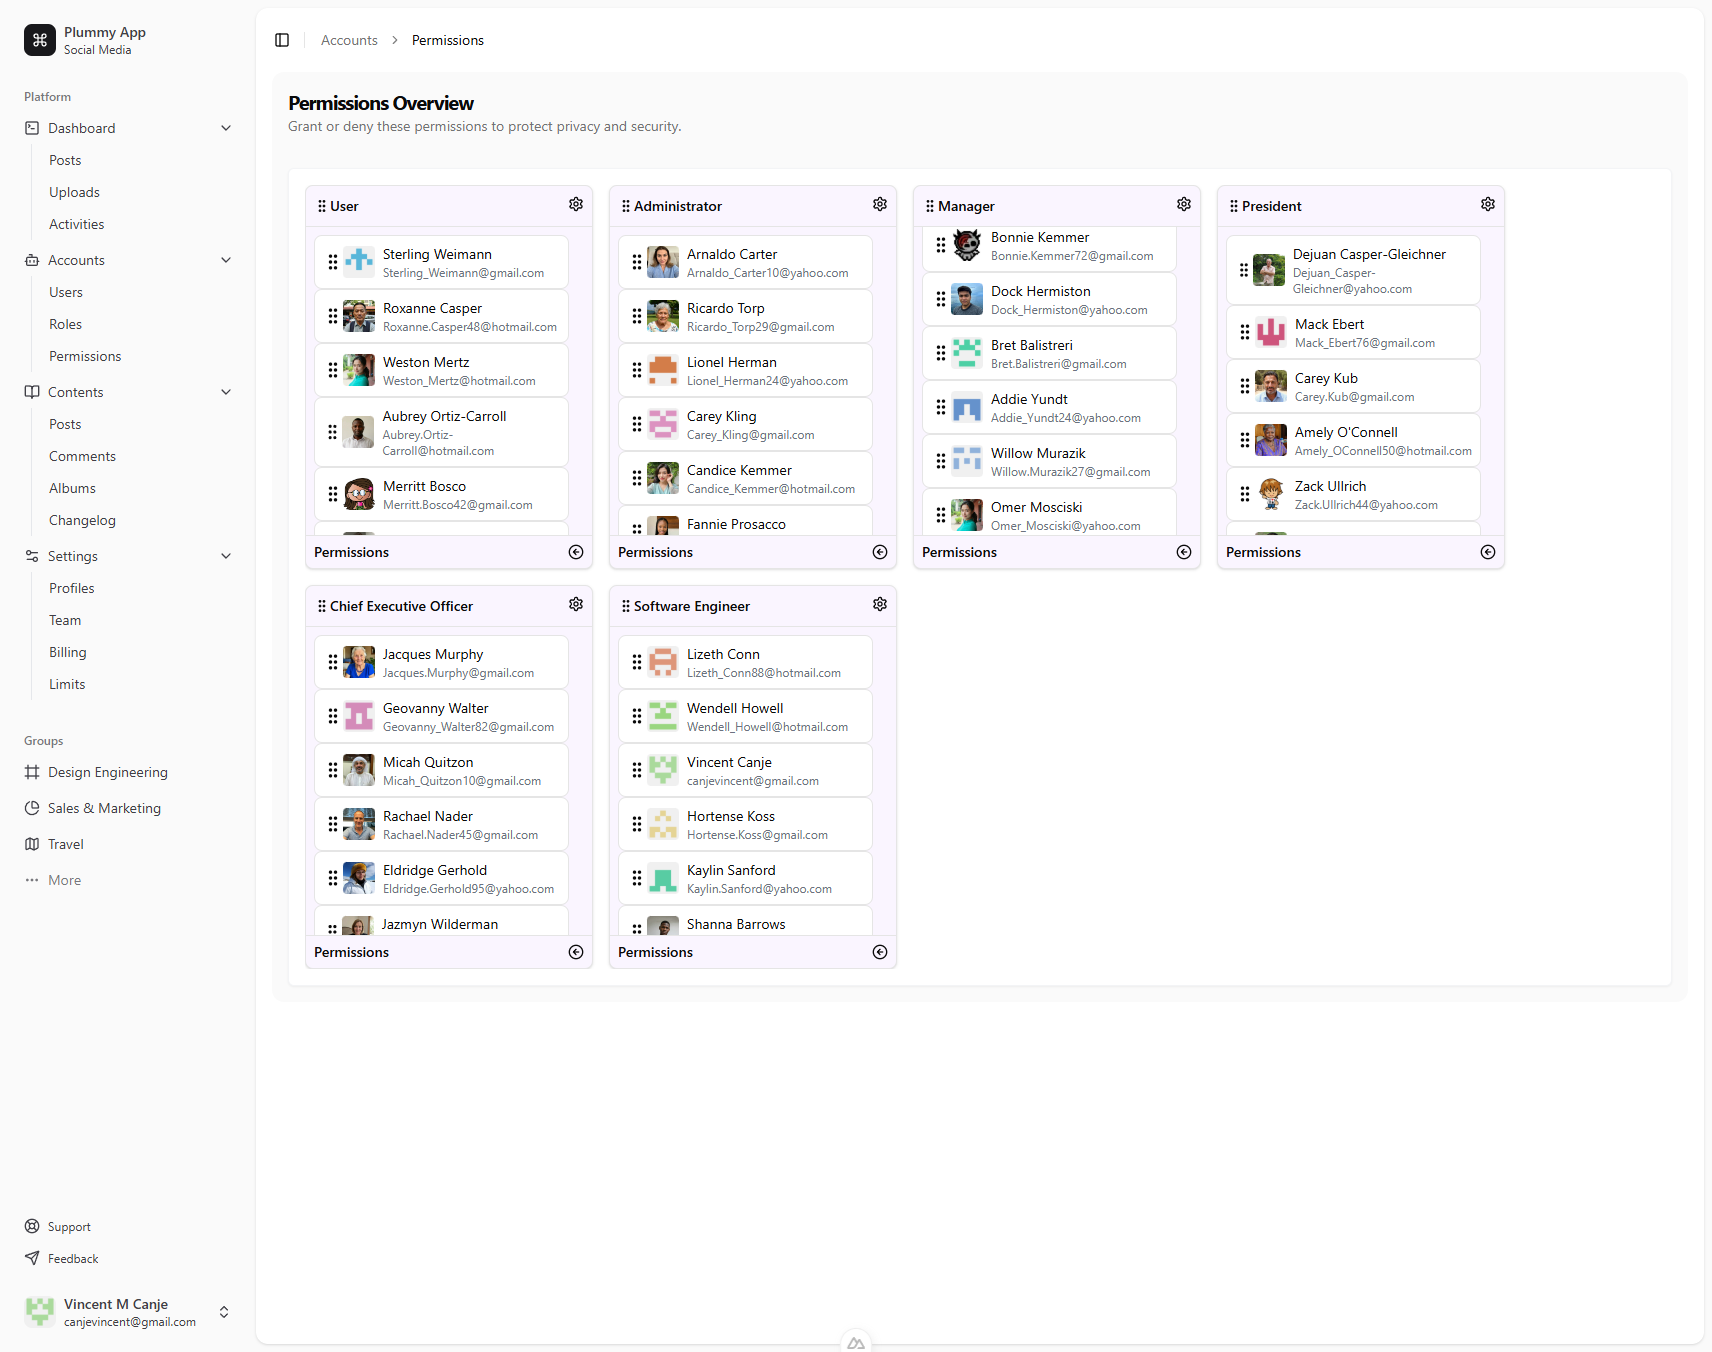 Plummy App
Social Media
Platform
Dashboard
Posts
Uploads
Activities
Accounts
Users
Roles
Permissions
Contents
Posts
Comments
Albums
Changelog
Settings
Profiles
Team
Billing
Limits
Groups
Design Engineering
Sales & Marketing
Travel
More
Support
Feedback
Vincent M Canje
canjevincent@gmail.com
Accounts
Permissions
Permissions Overview
Grant or deny these permissions to protect privacy and security.
User
Sterling Weimann
Sterling_Weimann@gmail.com
Roxanne Casper
Roxanne.Casper48@hotmail.com
Weston Mertz
Weston_Mertz@hotmail.com
Aubrey Ortiz-Carroll
Aubrey.Ortiz-
Carroll@hotmail.com
Merritt Bosco
Merritt.Bosco42@gmail.com
Permissions
Administrator
Arnaldo Carter
Arnaldo_Carter10@yahoo.com
Ricardo Torp
Ricardo_Torp29@gmail.com
Lionel Herman
Lionel_Herman24@yahoo.com
Carey Kling
Carey_Kling@gmail.com
Candice Kemmer
Candice_Kemmer@hotmail.com
Fannie Prosacco
Permissions
Manager
Bonnie Kemmer
Bonnie.Kemmer72@gmail.com
Dock Hermiston
Dock_Hermiston@yahoo.com
Bret Balistreri
Bret.Balistreri@gmail.com
Addie Yundt
Addie_Yundt24@yahoo.com
Willow Murazik
Willow.Murazik27@gmail.com
Omer Mosciski
Omer_Mosciski@yahoo.com
Permissions
President
Dejuan Casper-Gleichner
Dejuan_Casper-
Gleichner@yahoo.com
Mack Ebert
Mack_Ebert76@gmail.com
Carey Kub
Carey.Kub@gmail.com
Amely O'Connell
Amely_OConnell50@hotmail.com
Zack Ullrich
Zack.Ullrich44@yahoo.com
Permissions
Chief Executive Officer
Jacques Murphy
Jacques.Murphy@gmail.com
Geovanny Walter
Geovanny_Walter82@gmail.com
Micah Quitzon
Micah_Quitzon10@gmail.com
Rachael Nader
Rachael.Nader45@gmail.com
Eldridge Gerhold
Eldridge.Gerhold95@yahoo.com
Jazmyn Wilderman
Permissions
Software Engineer
Lizeth Conn
Lizeth_Conn88@hotmail.com
Wendell Howell
Wendell_Howell@hotmail.com
Vincent Canje
canjevincent@gmail.com
Hortense Koss
Hortense.Koss@gmail.com
Kaylin Sanford
Kaylin.Sanford@yahoo.com
Shanna Barrows
Permissions